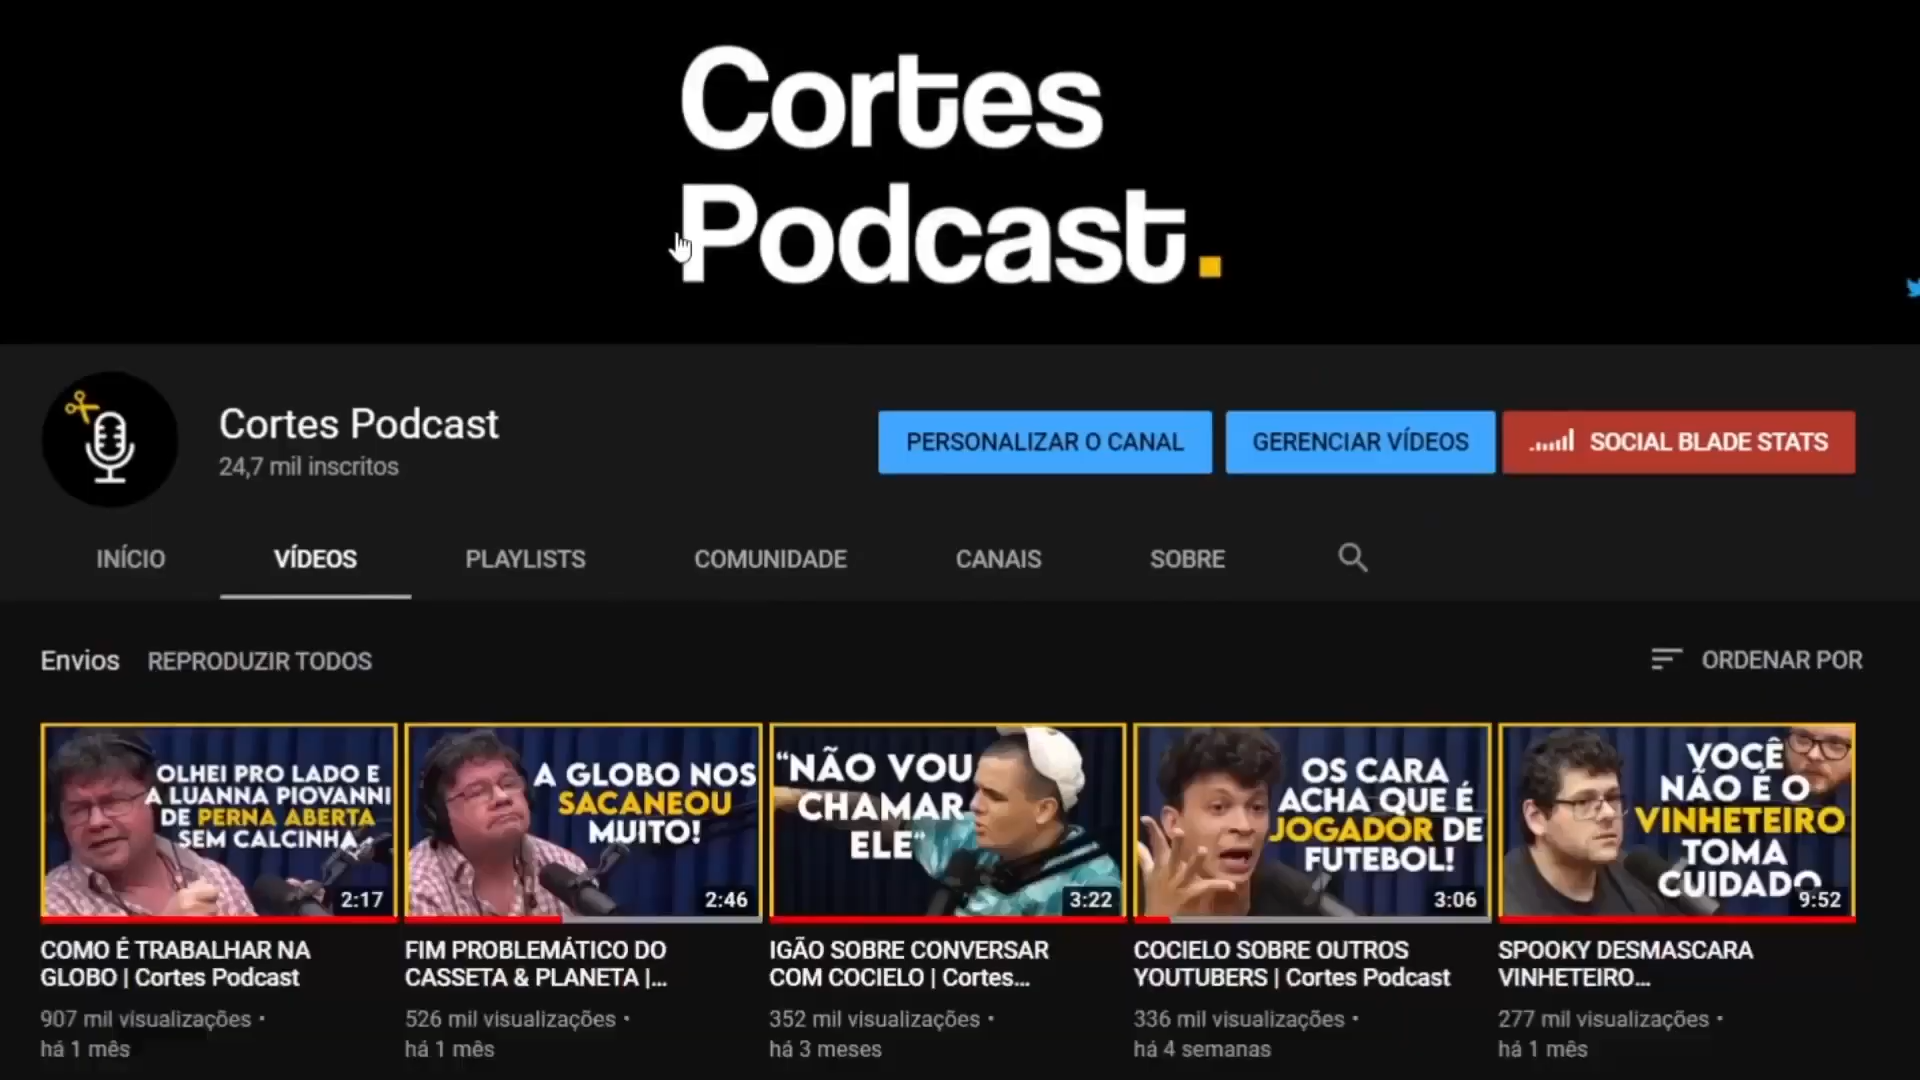 Cortes
Podcast.
Cortes Podcast
24,7 mil inscritos
PERSONALIZAR O CANAL
GERENCIAR VÍDEOS
SOCIAL BLADE STATS
INÍCIO
VÍDEOS
PLAYLISTS
COMUNIDADE
CANAIS
SOBRE
Envios
REPRODUZIR TODOS
ORDENAR POR
OLHEI PRO LADO E
A LUANNA PIOVANNI
DE PERNA ABERTA
SEM CALCINHA
2:17
COMO É TRABALHAR NA
GLOBO | Cortes Podcast
907 mil visualizações •
há 1 mês
A GLOBO NOS
SACANEOU
MUITO!
2:46
FIM PROBLEMÁTICO DO
CASSETA & PLANETA |...
526 mil visualizações •
há 1 mês
“NÃO VOU
CHAMAR
ELE“
3:22
IGÃO SOBRE CONVERSAR
COM COCIELO | Cortes...
352 mil visualizações •
há 3 meses
OS CARA
ACHA QUE É
JOGADOR DE
FUTEBOL!
3:06
COCIELO SOBRE OUTROS
YOUTUBERS | Cortes Podcast
336 mil visualizações •
há 4 semanas
VOCÊ
NÃO É O
VINHETEIRO
TOMA
CUIDADO
9:52
SPOOKY DESMASCARA
VINHETEIRO...
277 mil visualizações •
há 1 mês